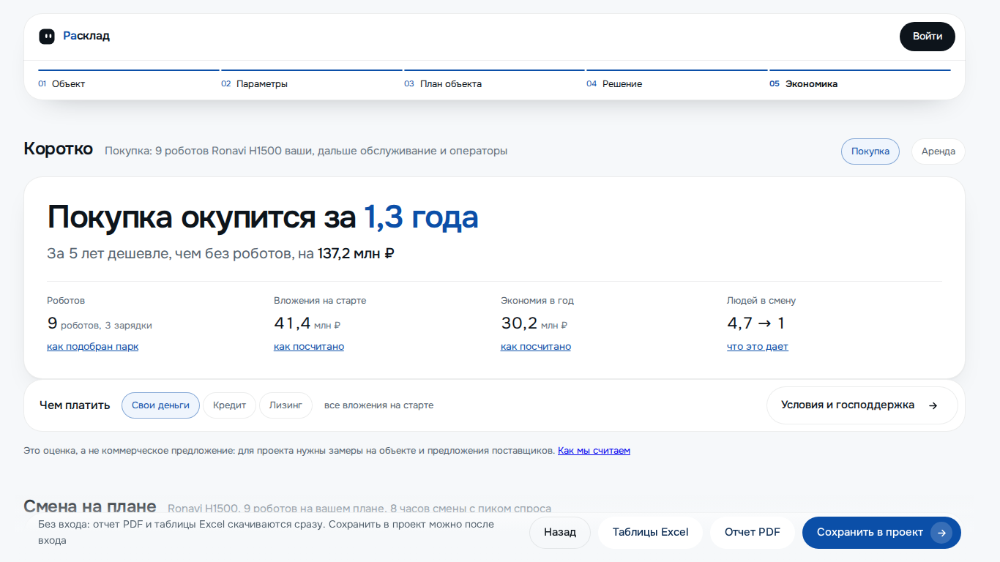 Расклад
Войти
01 Объект
02 Параметры
03 План объекта
04 Решение
05 Экономика
Коротко Покупка: 9 роботов Ronavi H1500 ваши, дальше обслуживание и операторы
Покупка Аренда
Покупка окупится за 1,3 года
За 5 лет дешевле, чем без роботов, на 137,2 млн ₽
Роботов Вложения на старте Экономия в год Людей в смену
9 роботов, 3 зарядки 41,4 млн ₽ 30,2 млн ₽ 4,7 → 1
как подобран парк как посчитано как посчитано что это дает
Чем платить Свои деньги Кредит Лизинг все вложения на старте Условия и господдержка →
Это оценка, а не коммерческое предложение: для проекта нужны замеры на объекте и предложения поставщиков. Как мы считаем
Смена на плане Ronavi H1500, 9 роботов на вашем плане, 8 часов смены с пиком спроса
Без входа: отчет PDF и таблицы Excel скачиваются сразу. Сохранить в проект можно после
входа
Назад Таблицы Excel Отчет PDF Сохранить в проект →